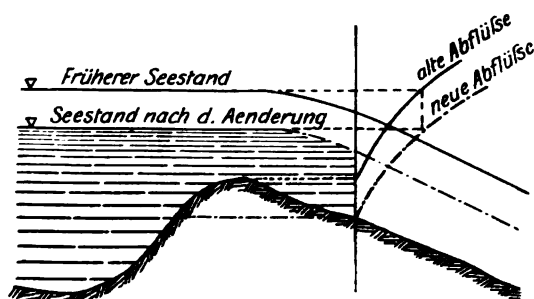 Früherer Seestand
Seestand nach d. Aenderung
alte Abflüſse
neue Abflüſse